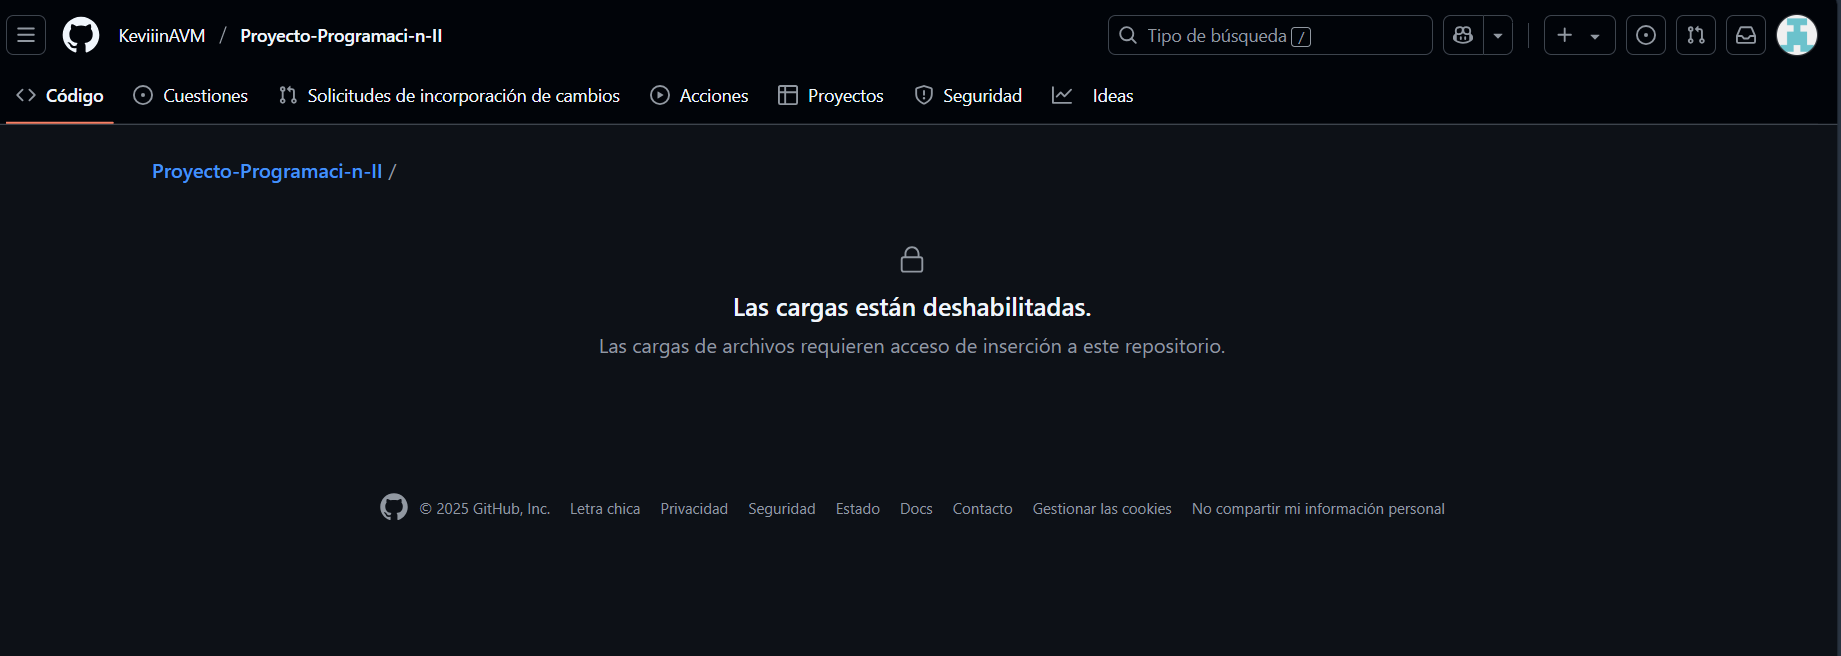 KeviiinAVM / Proyecto-Programaci-n-II
Tipo de búsqueda /
Código
Cuestiones
Solicitudes de incorporación de cambios
Acciones
Proyectos
Seguridad
Ideas
Proyecto-Programaci-n-II /
Las cargas están deshabilitadas.
Las cargas de archivos requieren acceso de inserción a este repositorio.
© 2025 GitHub, Inc.
Letra chica
Privacidad
Seguridad
Estado
Docs
Contacto
Gestionar las cookies
No compartir mi información personal